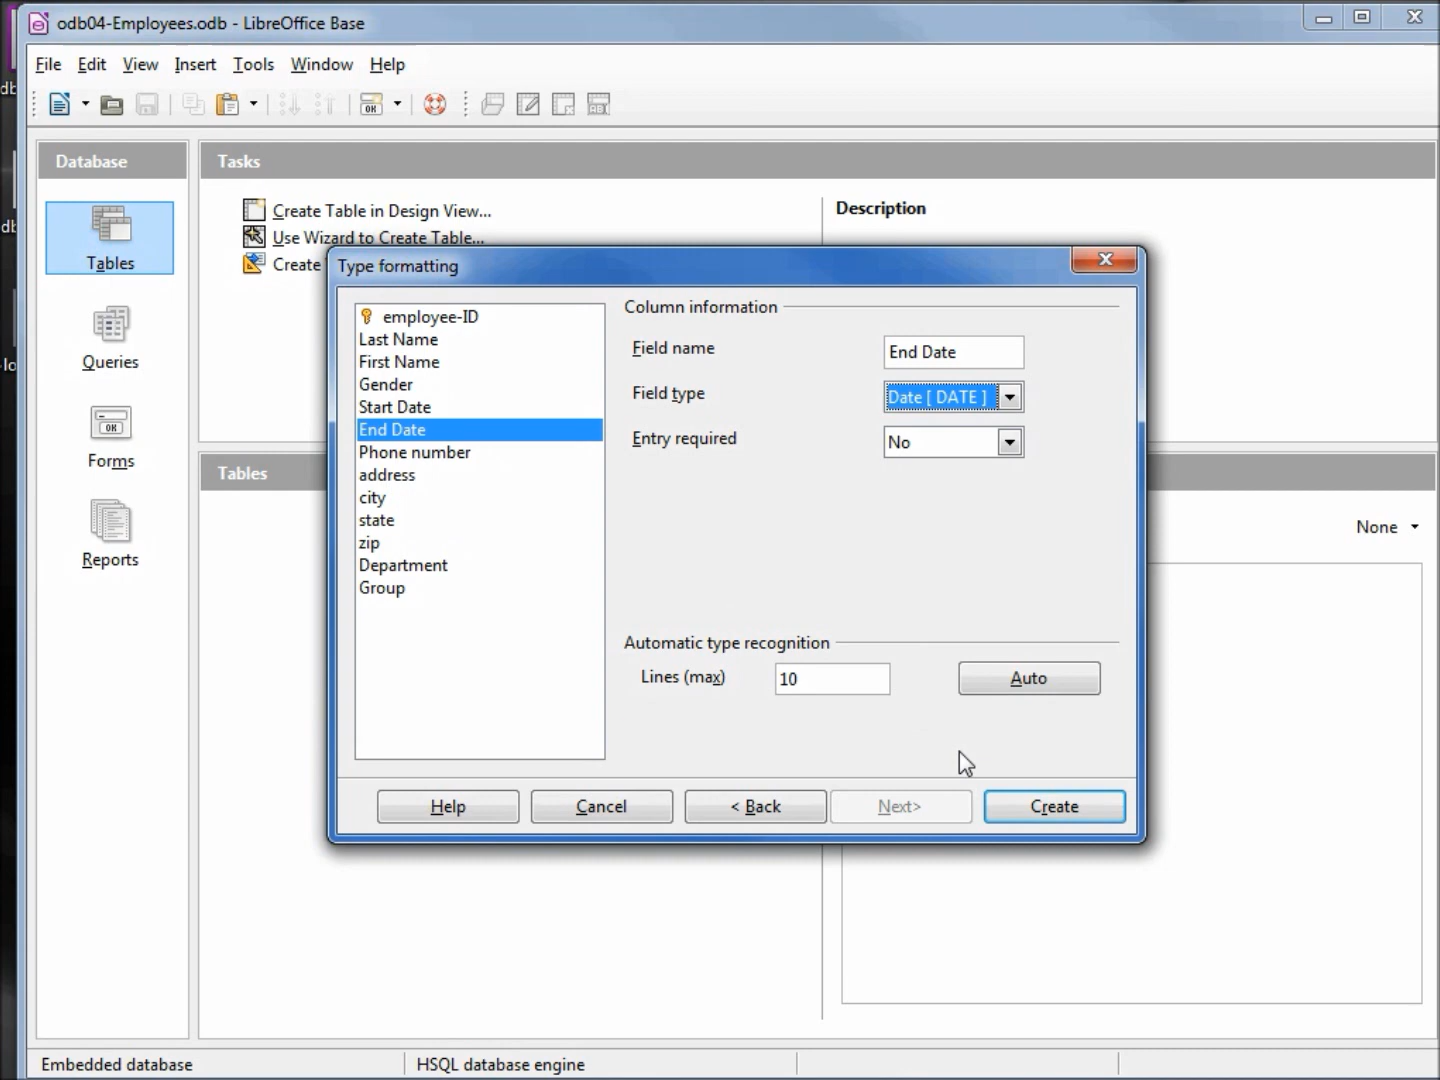 odb04-Employees.odb - LibreOffice Base
File Edit View Insert Tools Window Help
Database
Tasks
Tables
Queries
Forms
Reports
Create Table in Design View...
Use Wizard to Create Table...
Create
Description
Tables
None
Type formatting
employee-ID
Last Name
First Name
Gender
Start Date
End Date
Phone number
address
city
state
zip
Department
Group
Column information
Field name End Date
Field type Date [ DATE ]
Entry required No
Automatic type recognition
Lines (max) 10 Auto
Help Cancel < Back Next> Create
Embedded database HSQL database engine